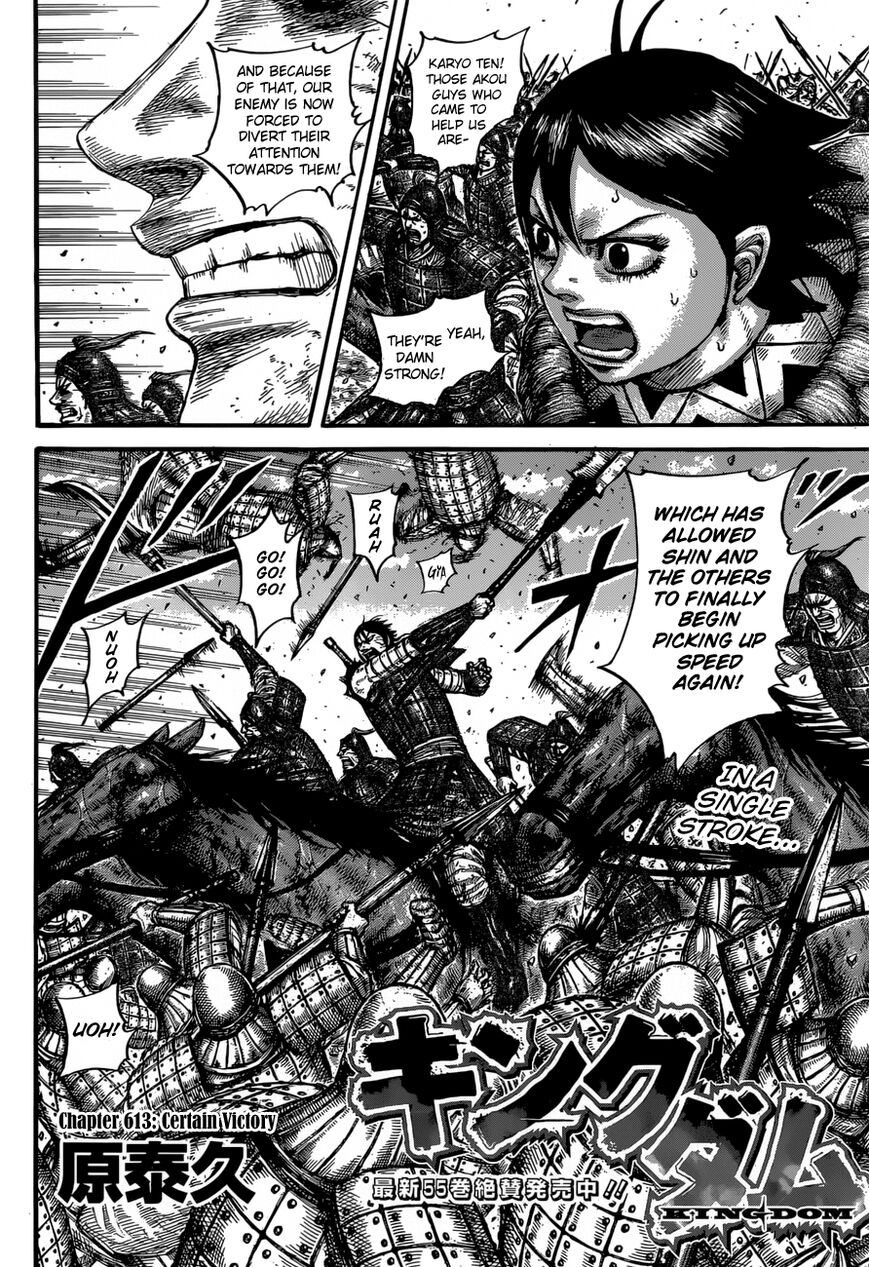 KARYO TEN!
THOSE AKOU
GUYS WHO
CAME TO
HELP US
ARE-
YEAH,
THEY'RE
DAMN
STRONG!
AND BECAUSE
OF THAT, OUR
ENEMY IS NOW
FORCED TO
DIVERT THEIR
ATTENTION
TOWARDS THEM!
WHICH HAS
ALLOWED
SHIN AND
THE OTHERS
TO FINALLY
BEGIN
PICKING UP
SPEED
AGAIN!
IN A
SINGLE
STROKE...
RUAH
GYA
GO!
GO!
GO!
NUOH
UOH!
キングダム
KINGDOM
最新55巻絶賛発売中!!
Chapter 613: Certain Victory
原泰久